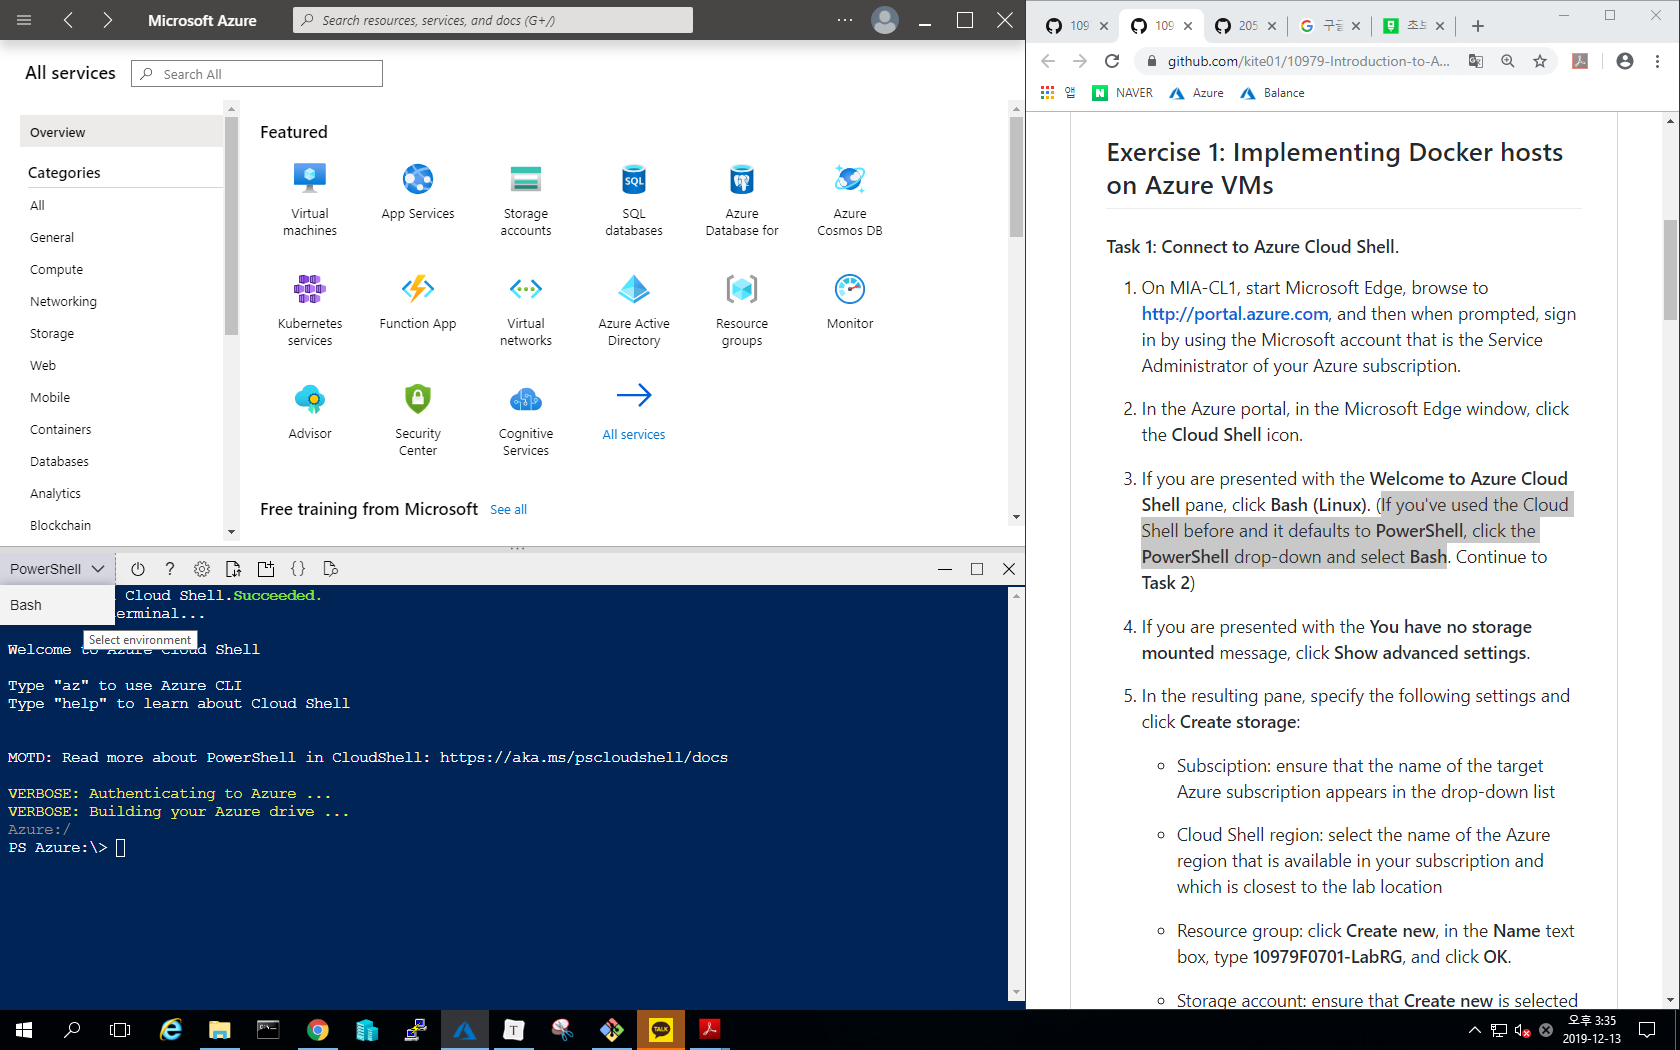 Microsoft Azure
Search resources, services, and docs (G+/)
All services
Search All
Overview
Categories
All
General
Compute
Networking
Storage
Web
Mobile
Containers
Databases
Analytics
Blockchain
Featured
Virtual
machines
App Services
Storage
accounts
SQL
SQL
databases
Azure
Database for
Azure
Cosmos DB
Kubernetes
services
Function App
Virtual
networks
Azure Active
Directory
Resource
groups
Monitor
Advisor
Security
Center
Cognitive
Services
All services
Free training from Microsoft See all
PowerShell
Bash
Select environment
Cloud Shell.Succeeded.
erminal...
Welcome to Azure Cloud Shell
Type "az" to use Azure CLI
Type "help" to learn about Cloud Shell
MOTD: Read more about PowerShell in CloudShell: https://aka.ms/pscloudshell/docs
VERBOSE: Authenticating to Azure ...
VERBOSE: Building your Azure drive ...
Azure:/
PS Azure:\>
109
109
205
구글
초보
github.com/kite01/10979-Introduction-to-A...
앱
NAVER
Azure
Balance
Exercise 1: Implementing Docker hosts
on Azure VMs
Task 1: Connect to Azure Cloud Shell.
1. On MIA-CL1, start Microsoft Edge, browse to
http://portal.azure.com, and then when prompted, sign
in by using the Microsoft account that is the Service
Administrator of your Azure subscription.
2. In the Azure portal, in the Microsoft Edge window, click
the Cloud Shell icon.
3. If you are presented with the Welcome to Azure Cloud
Shell pane, click Bash (Linux). (If you've used the Cloud
Shell before and it defaults to PowerShell, click the
PowerShell drop-down and select Bash. Continue to
Task 2)
4. If you are presented with the You have no storage
mounted message, click Show advanced settings.
5. In the resulting pane, specify the following settings and
click Create storage:
Subsciption: ensure that the name of the target
Azure subscription appears in the drop-down list
Cloud Shell region: select the name of the Azure
region that is available in your subscription and
which is closest to the lab location
Resource group: click Create new, in the Name text
box, type 10979F0701-LabRG, and click OK.
Storage account: ensure that Create new is selected
TALK
오후 3:35
2019-12-13